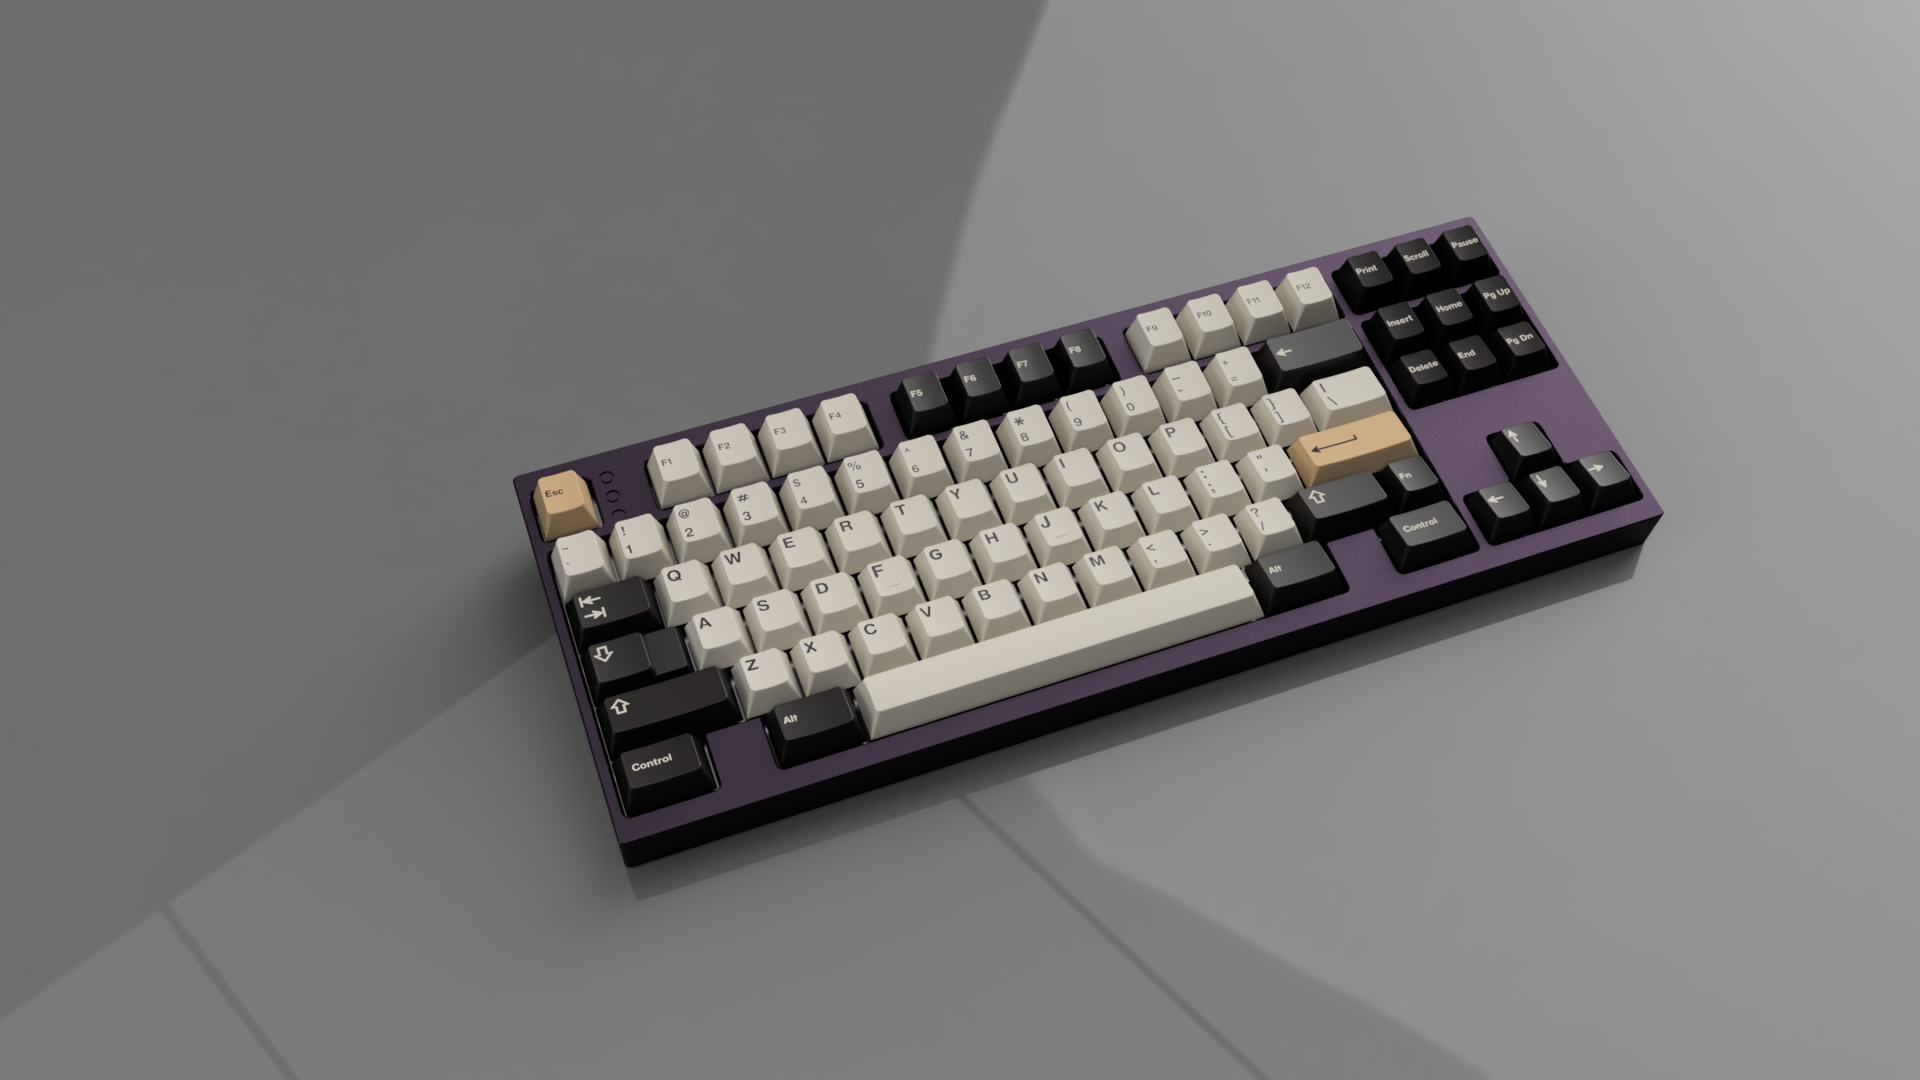 Esc F1 F2 F3 F4 F5 F6 F7 F8 F9 F10 F11 F12 Print Scroll Pause
~ ` ! 1 @ 2 # 3 $ 4 % 5 ^ 6 & 7 * 8 ( 9 ) 0 _ - + = ← Insert Home Pg Up
Q W E R T Y U I O P { [ } ] | \ Delete End Pg Dn
A S D F J G H K L : ; " '
Z X C V B N M < , > . ? / Fn ↑
Control Alt Alt Control ← ↓ →